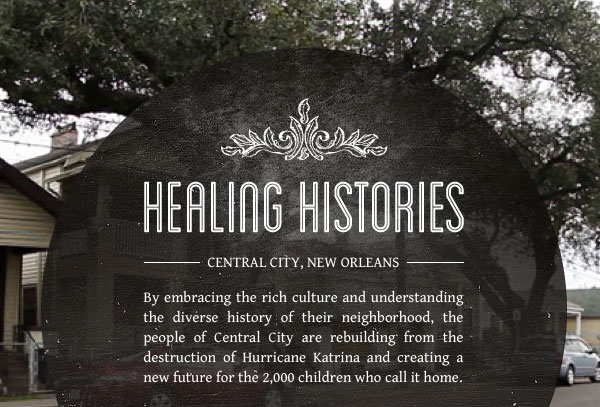 HEALING HISTORIES
CENTRAL CITY, NEW ORLEANS
By embracing the rich culture and understanding
the diverse history of their neighborhood, the
people of Central City are rebuilding from the
destruction of Hurricane Katrina and creating a
new future for the 2,000 children who call it home.